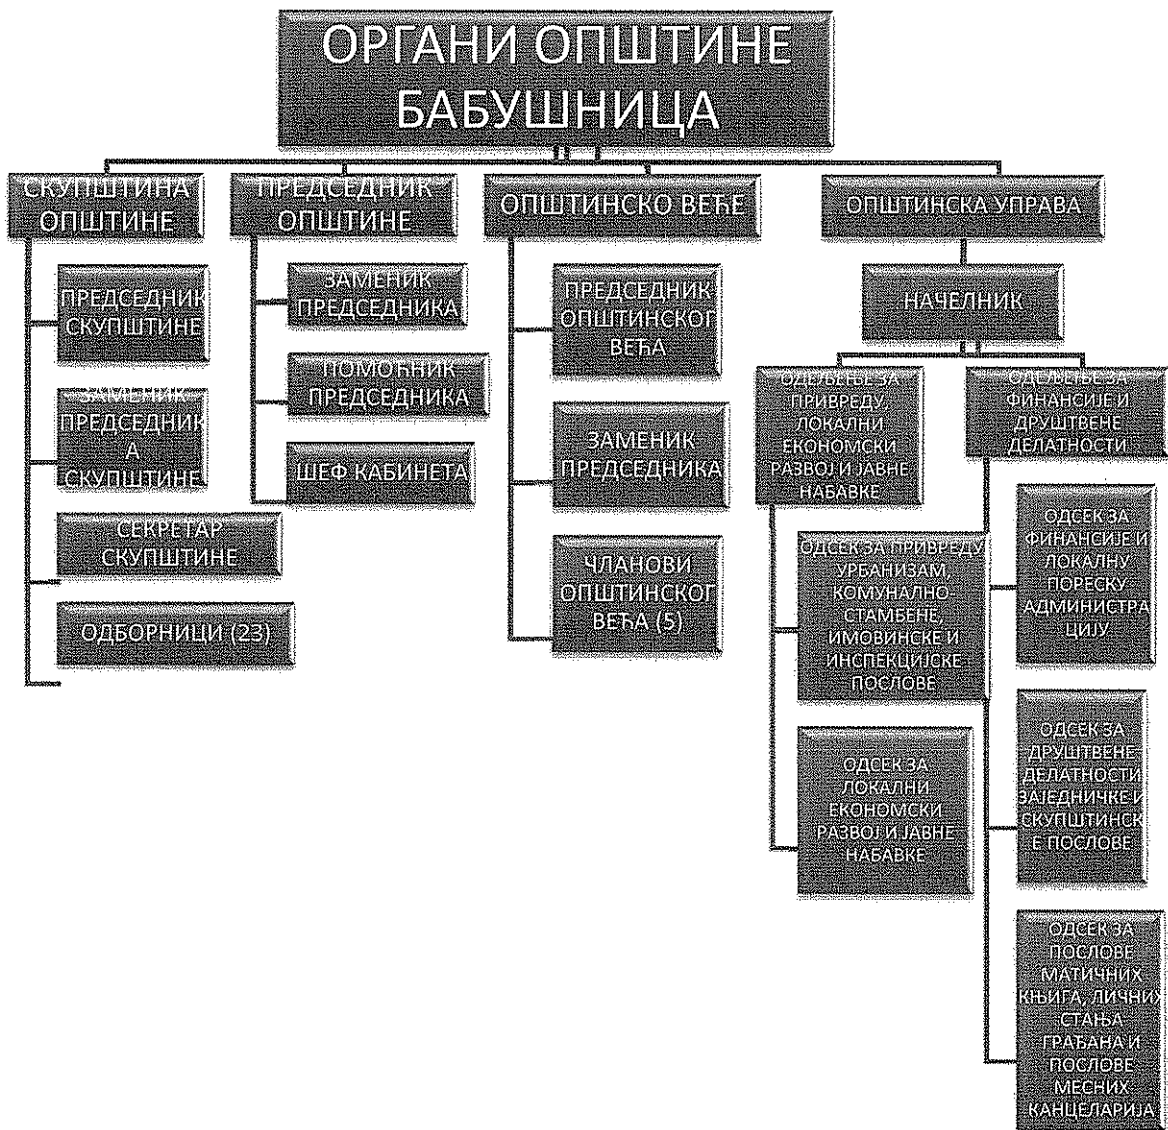 ОРГАНИ ОПШТИНЕ
БАБУШНИЦА
СКУПШТИНА
ОПШТИНЕ
ПРЕДСЕДНИК
СКУПШТИНЕ
ЗАМЕНИК
ПРЕДСЕДНИК
А
СКУПШТИНЕ
СЕКРЕТАР
СКУПШТИНЕ
ОДБОРНИЦИ (23)
ПРЕДСЕДНИК
ОПШТИНЕ
ЗАМЕНИК
ПРЕДСЕДНИКА
ПОМОЋНИК
ПРЕДСЕДНИКА
ШЕФ КАБИНЕТА
ОПШТИНСКО ВЕЋЕ
ПРЕДСЕДНИК
ОПШТИНСКОГ
ВЕЋА
ЗАМЕНИК
ПРЕДСЕДНИКА
ЧЛАНОВИ
ОПШТИНСКОГ
ВЕЋА (5)
ОПШТИНСКА УПРАВА
НАЧЕЛНИК
ОДЕЉЕЊЕ ЗА
ПРИВРЕДУ,
ЛОКАЛНИ
ЕКОНОМСКИ
РАЗВОЈ И ЈАВНЕ
НАБАВКЕ
ОДСЕК ЗА ПРИВРЕДУ,
УРБАНИЗАМ,
КОМУНАЛНО-
СТАМБЕНЕ,
ИМОВИНСКЕ И
ИНСПЕКЦИЈСКЕ
ПОСЛОВЕ
ОДСЕК ЗА
ЛОКАЛНИ
ЕКОНОМСКИ
РАЗВОЈ И ЈАВНЕ
НАБАВКЕ
ОДЕЉЕЊЕ ЗА
ФИНАНСИЈЕ И
ДРУШТВЕНЕ
ДЕЛАТНОСТИ
ОДСЕК ЗА
ФИНАНСИЈЕ И
ЛОКАЛНУ
ПОРЕСКУ
АДМИНИСТРА
ЦИЈУ
ОДСЕК ЗА
ДРУШТВЕНЕ
ДЕЛАТНОСТИ
ЗАЈЕДНИЧКЕ И
СКУПШТИНСК
Е ПОСЛОВЕ
ОДСЕК ЗА
ПОСЛОВЕ
МАТИЧНИХ
КЊИГА, ЛИЧНИХ
СТАЊА
ГРАЂАНА И
ПОСЛОВЕ
МЕСНИХ
КАНЦЕЛАРИЈА